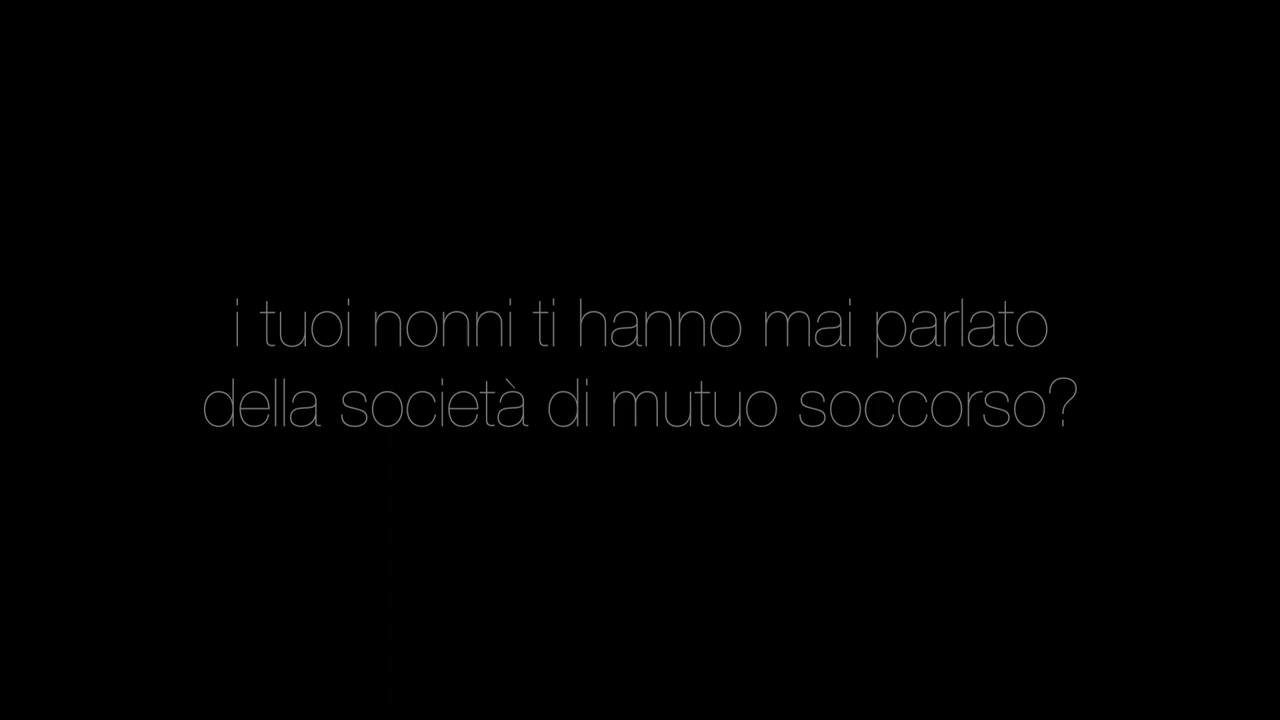 i tuoi nonni ti hanno mai parlato
della società di mutuo soccorso?